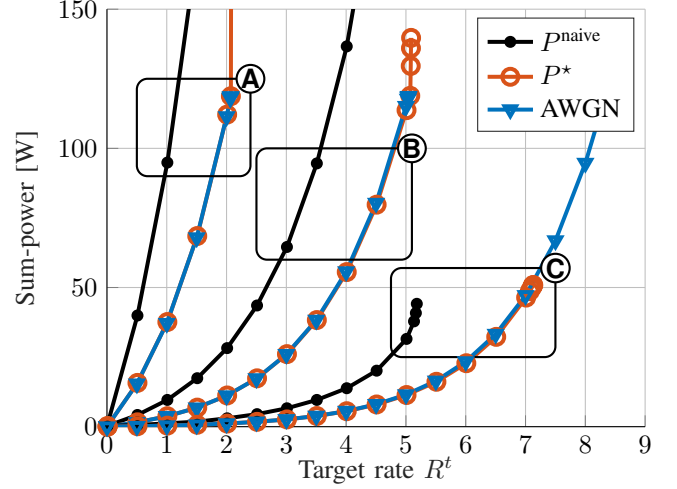 150
100
50
0
Sum-power [W]
A
B
C
P^naive
P^⋆
AWGN
0 1 2 3 4 5 6 7 8 9
Target rate R^t